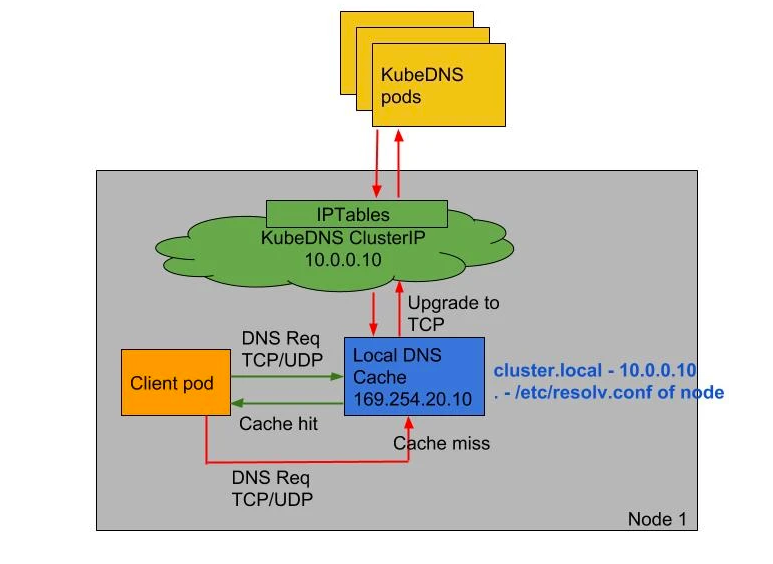 KubeDNS
pods
IPTables
KubeDNS ClusterIP
10.0.0.10
Upgrade to
TCP
DNS Req
TCP/UDP
Local DNS
Cache
169.254.20.10
Client pod
cluster.local - 10.0.0.10
. - /etc/resolv.conf of node
Cache hit
Cache miss
DNS Req
TCP/UDP
Node 1